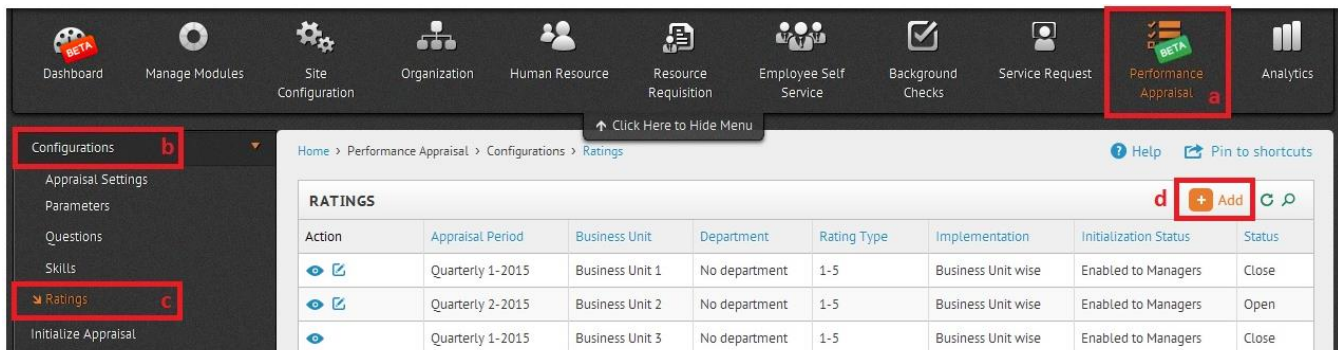 BETA
BETA
Dashboard Manage Modules Site Organization Human Resource Resource Employee Self Background Service Request Performance Analytics
Configuration Requisition Service Checks Appraisal a
↑ Click Here to Hide Menu
Configurations b
Home > Performance Appraisal > Configurations > Ratings ? Help Pin to shortcuts
Appraisal Settings
Parameters
RATINGS d + Add
Questions
Action Appraisal Period Business Unit Department Rating Type Implementation Initialization Status Status
Skills
Quarterly 1-2015 Business Unit 1 No department 1-5 Business Unit wise Enabled to Managers Close
Ratings c
Quarterly 2-2015 Business Unit 2 No department 1-5 Business Unit wise Enabled to Managers Open
Initialize Appraisal
Quarterly 1-2015 Business Unit 3 No department 1-5 Business Unit wise Enabled to Managers Close